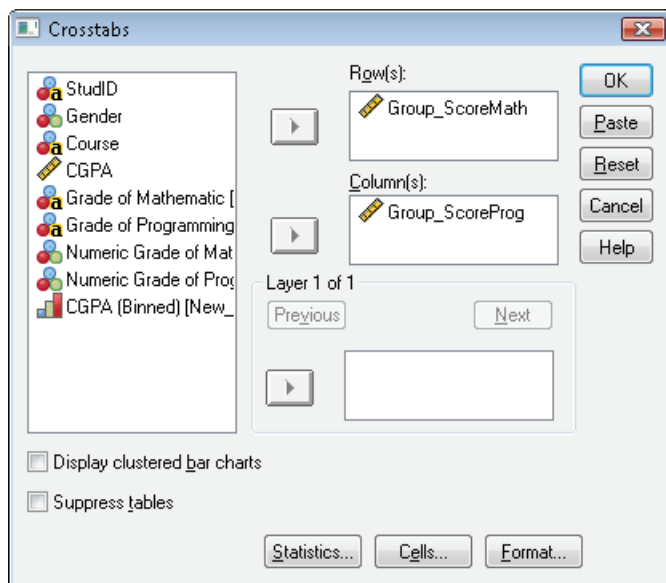 Crosstabs
StudID
Gender
Course
CGPA
Grade of Mathematic [
Grade of Programming
Numeric Grade of Mat
Numeric Grade of Prog
CGPA (Binned) [New_
Row(s):
Group_ScoreMath
Column(s):
Group_ScoreProg
Layer 1 of 1
Previous
Next
OK
Paste
Reset
Cancel
Help
Display clustered bar charts
Suppress tables
Statistics...
Cells...
Format...